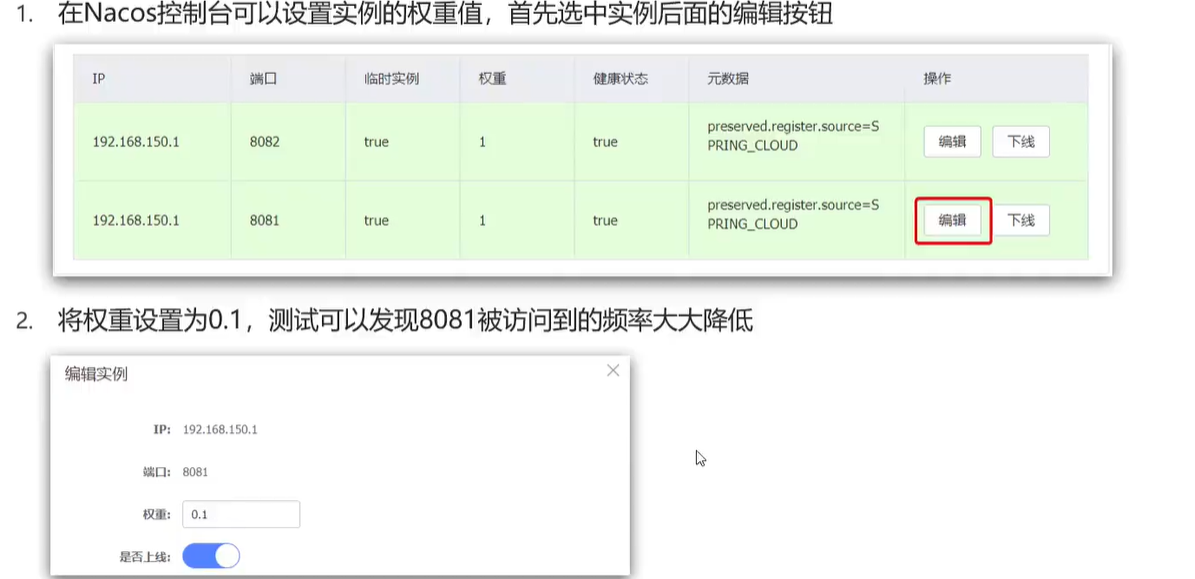 1. 在Nacos控制台可以设置实例的权重值，首先选中实例后面的编辑按钮
IP 端口 临时实例 权重 健康状态 元数据 操作
192.168.150.1 8082 true 1 true preserved.register.source=S
PRING_CLOUD 编辑 下线
192.168.150.1 8081 true 1 true preserved.register.source=S
PRING_CLOUD 编辑 下线
2. 将权重设置为0.1，测试可以发现8081被访问到的频率大大降低
编辑实例
IP: 192.168.150.1
端口: 8081
权重: 0.1
是否上线: